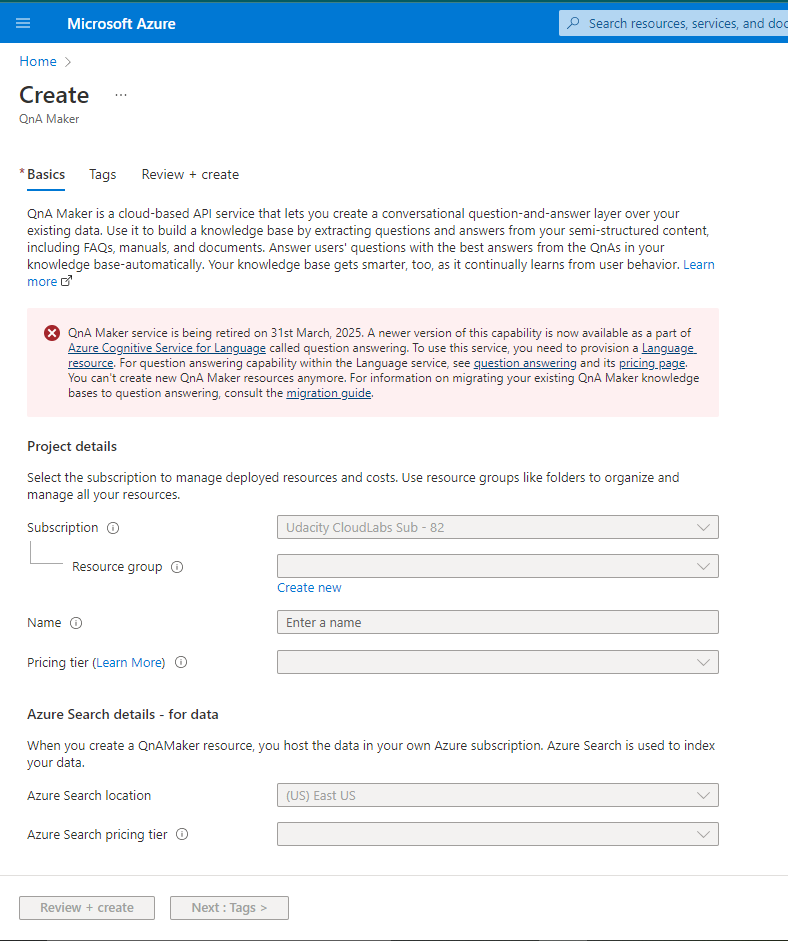 Microsoft Azure
Search resources, services, and doc
Home
Create ...
QnA Maker
* Basics Tags Review + create
QnA Maker is a cloud-based API service that lets you create a conversational question-and-answer layer over your
existing data. Use it to build a knowledge base by extracting questions and answers from your semi-structured content,
including FAQs, manuals, and documents. Answer users' questions with the best answers from the QnAs in your
knowledge base-automatically. Your knowledge base gets smarter, too, as it continually learns from user behavior. Learn
more
QnA Maker service is being retired on 31st March, 2025. A newer version of this capability is now available as a part of
Azure Cognitive Service for Language called question answering. To use this service, you need to provision a Language
resource. For question answering capability within the Language service, see question answering and its pricing page.
You can't create new QnA Maker resources anymore. For information on migrating your existing QnA Maker knowledge
bases to question answering, consult the migration guide.
Project details
Select the subscription to manage deployed resources and costs. Use resource groups like folders to organize and
manage all your resources.
Subscription Udacity CloudLabs Sub - 82
Resource group
Create new
Name Enter a name
Pricing tier (Learn More)
Azure Search details - for data
When you create a QnAMaker resource, you host the data in your own Azure subscription. Azure Search is used to index
your data.
Azure Search location (US) East US
Azure Search pricing tier
Review + create Next : Tags >